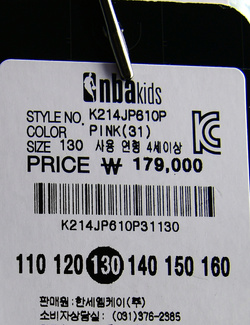 nbakids
STYLE NO. K214JP610P
COLOR PINK(31)
SIZE 130 사용 연령 4세이상
PRICE ₩ 179,000
K214JP610P31130
110 120 130 140 150 160
판매원 : 한세엠케이(주)
소비자상담실 : (031)376-2385